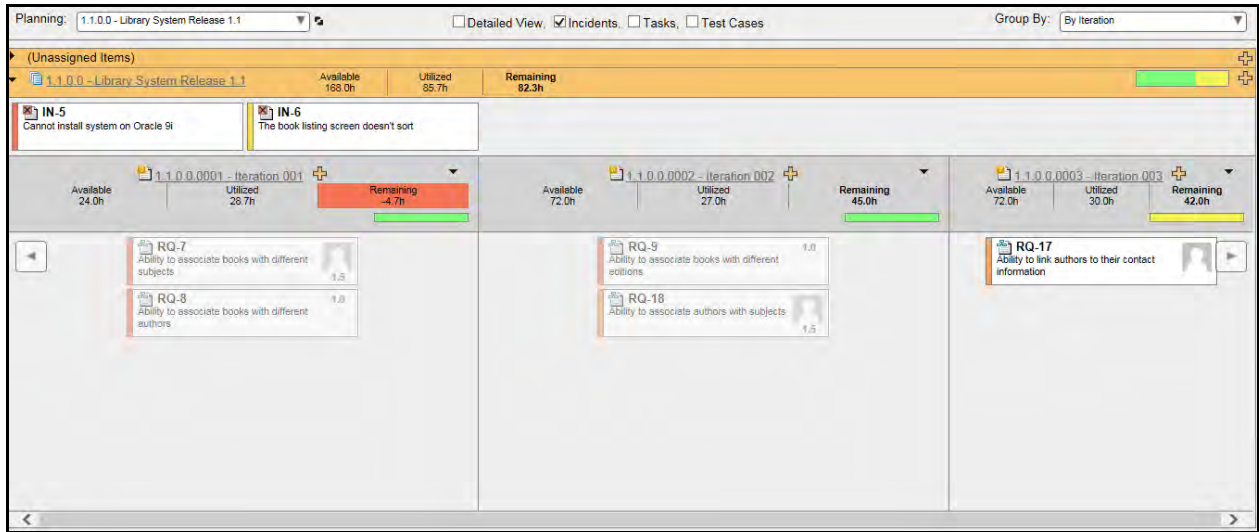 Planning: 1.1.0.0 - Library System Release 1.1 Detailed View, Incidents, Tasks, Test Cases Group By: By Iteration
(Unassigned Items)
1.1.0.0 - Library System Release 1.1 Available 168.0h Utilized 85.7h Remaining 82.3h
IN-5
Cannot install system on Oracle 9i
IN-6
The book listing screen doesn't sort
1.1.0.0.0001 - Iteration 001
Available Utilized Remaining
24.0h 28.7h -4.7h
1.1.0.0.0002 - Iteration 002
Available Utilized Remaining
72.0h 27.0h 45.0h
1.1.0.0.0003 - Iteration 003
Available Utilized Remaining
72.0h 30.0h 42.0h
RQ-7
Ability to associate books with different
subjects
1.5
RQ-8 1.0
Ability to associate books with different
authors
RQ-9 1.0
Ability to associate books with different
editions
RQ-18
Ability to associate authors with subjects
1.5
RQ-17
Ability to link authors to their contact
information